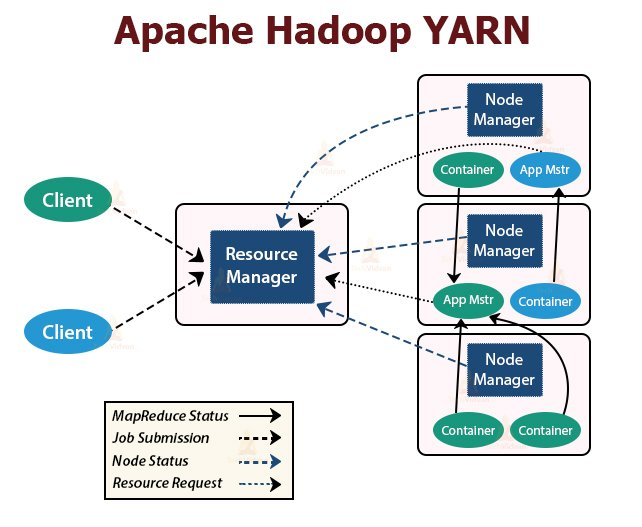 Apache Hadoop YARN
Node
Manager
Container
App Mstr
Client
Resource
Manager
Node
Manager
App Mstr
Container
Client
Node
Manager
Container
Container
MapReduce Status
Job Submission
Node Status
Resource Request